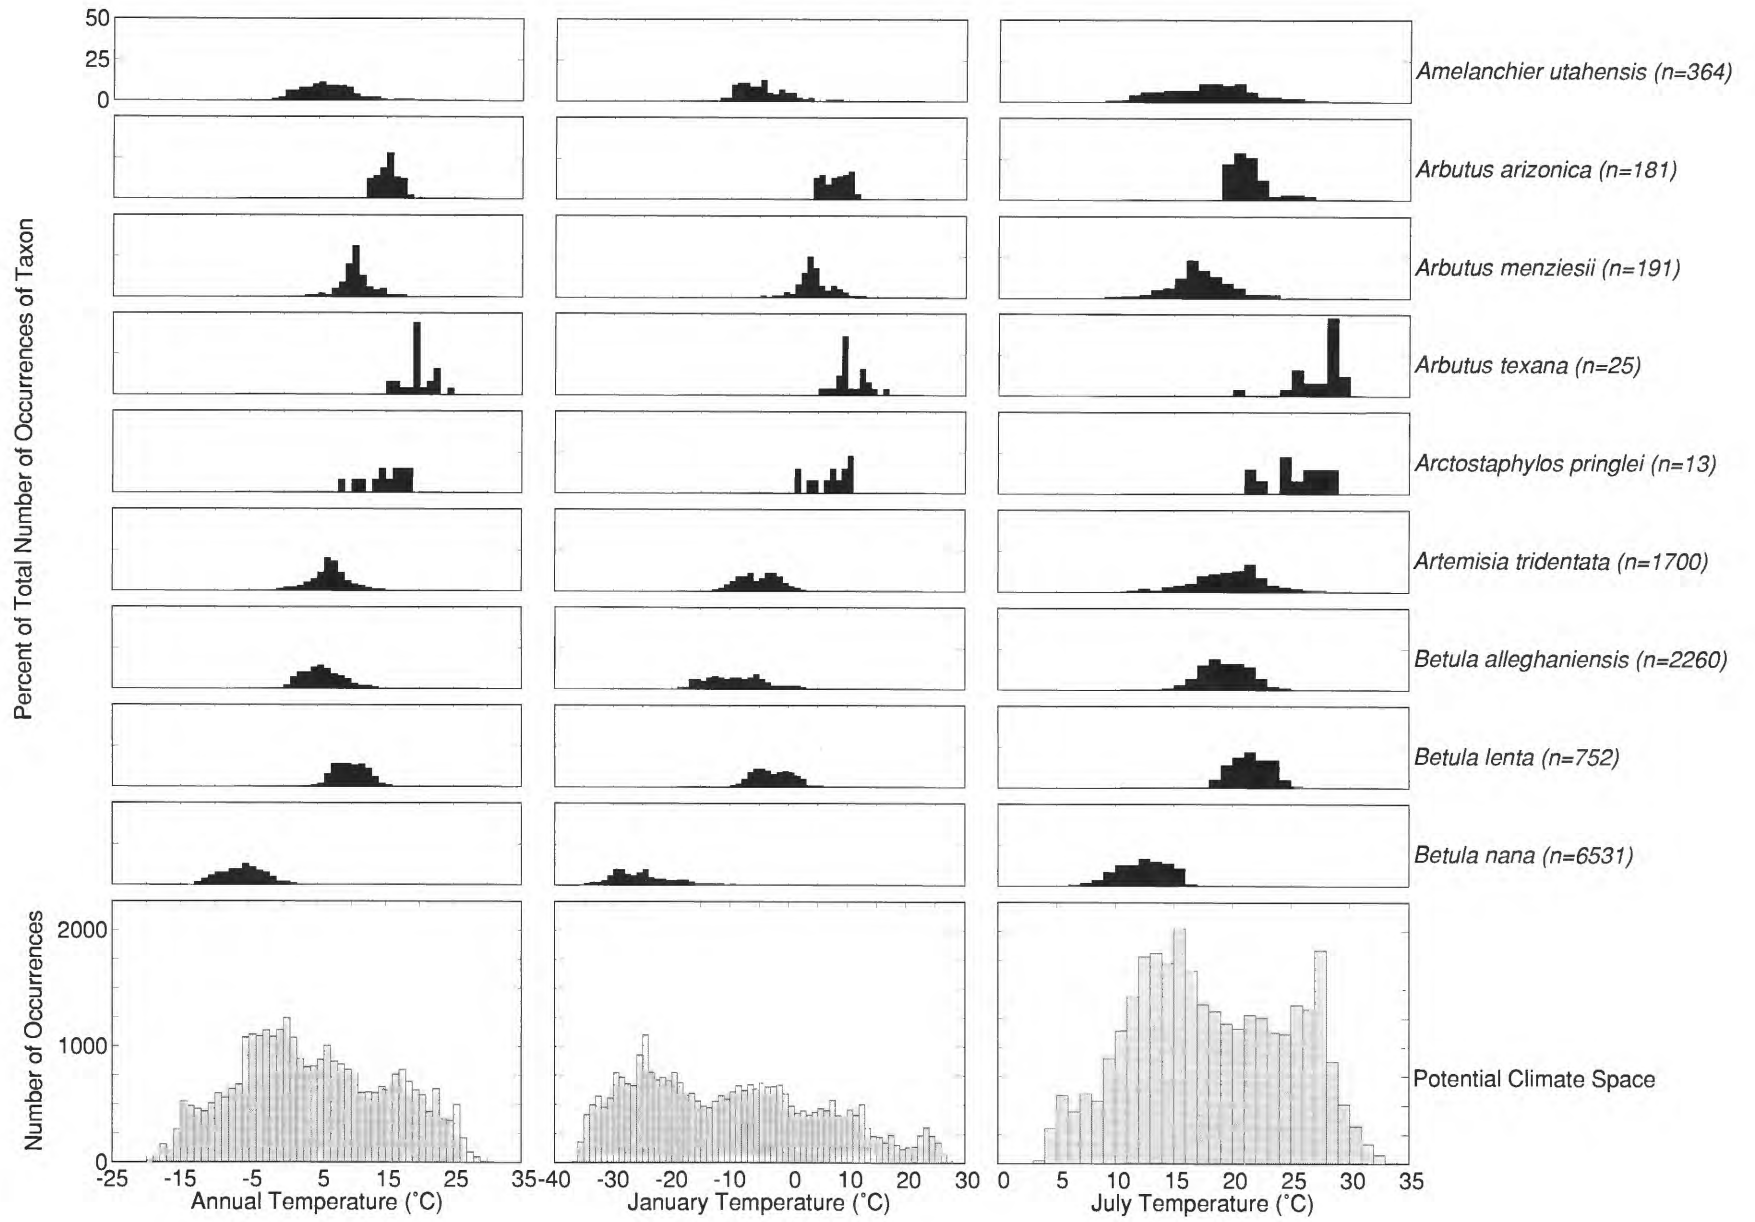 50
25
0
Amelanchier utahensis (n=364)
Arbutus arizonica (n=181)
Arbutus menziesii (n=191)
Arbutus texana (n=25)
Arctostaphylos pringlei (n=13)
Artemisia tridentata (n=1700)
Betula alleghaniensis (n=2260)
Betula lenta (n=752)
Betula nana (n=6531)
Percent of Total Number of Occurrences of Taxon
Number of Occurrences
2000
1000
0
Potential Climate Space
-25 -15 -5 5 15 25 35
-40 -30 -20 -10 0 10 20 30
0 5 10 15 20 25 30 35
Annual Temperature (°C)
January Temperature (°C)
July Temperature (°C)